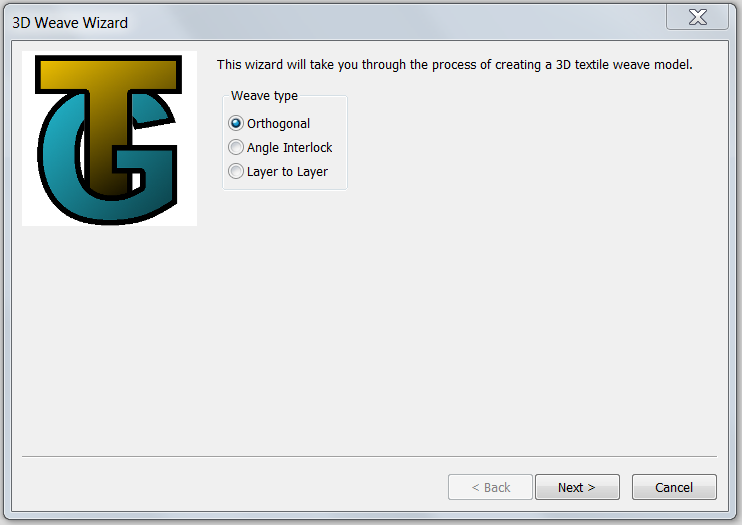 3D Weave Wizard
This wizard will take you through the process of creating a 3D textile weave model.
Weave type
Orthogonal
Angle Interlock
Layer to Layer
< Back
Next >
Cancel
TG